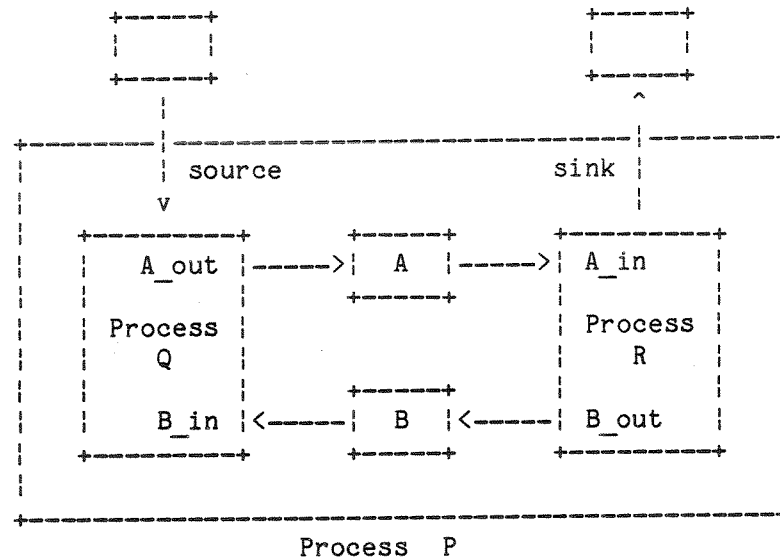 source sink
A_out A A_in
Process Process
Q R
B_in B B_out
Process P